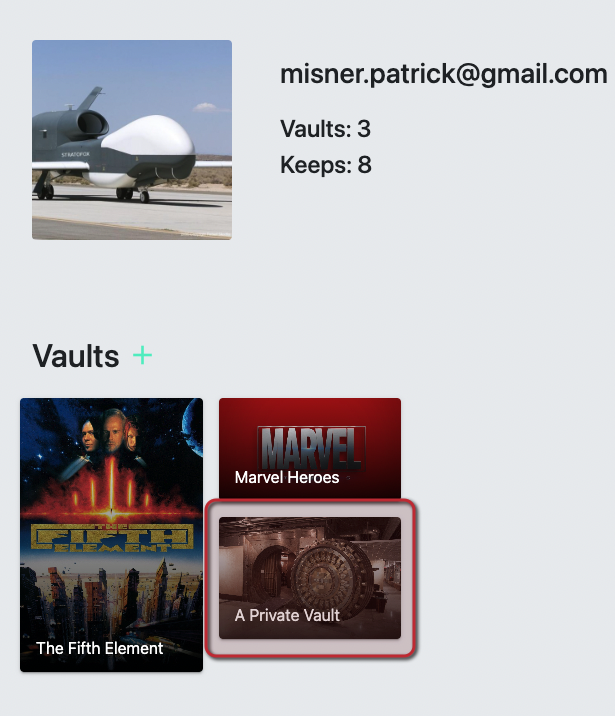 misner.patrick@gmail.com
Vaults: 3
Keeps: 8
Vaults +
MARVEL
Marvel Heroes
THE
FIFTH
ELEMENT
A Private Vault
The Fifth Element